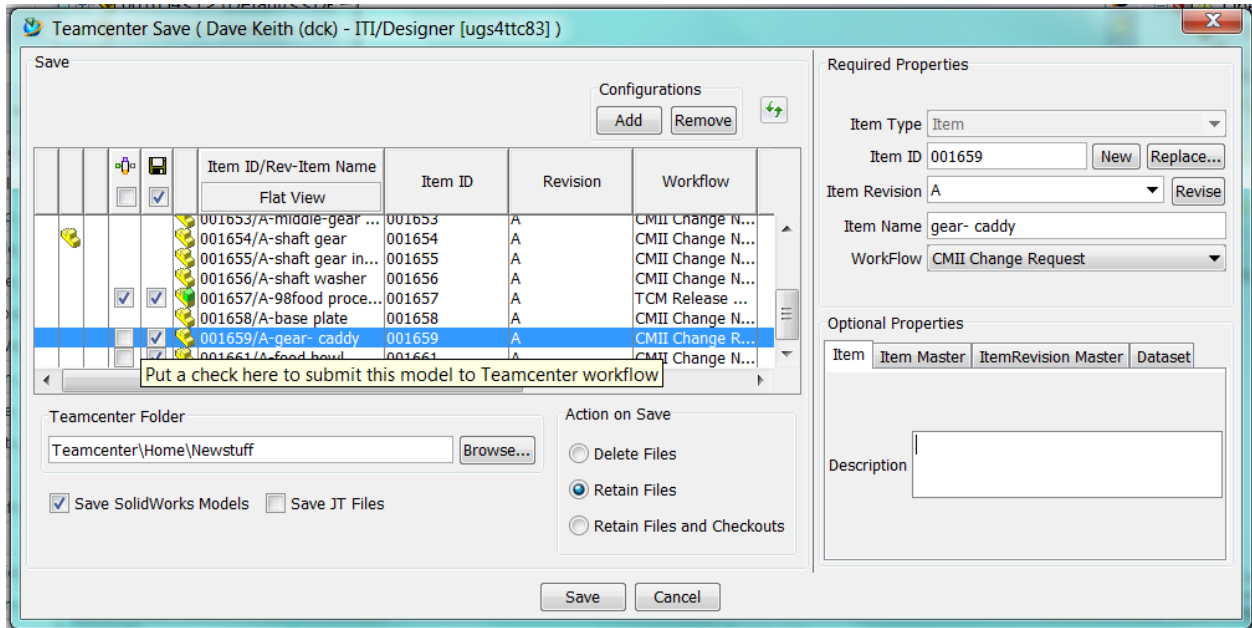 Teamcenter Save ( Dave Keith (dck) - ITI/Designer [ugs4ttc83] )
Save
Configurations
Add Remove
Item ID/Rev-Item Name Item ID Revision Workflow
Flat View
001653/A-middle-gear ... 001653 A CMII Change N...
001654/A-shaft gear 001654 A CMII Change N...
001655/A-shaft gear in... 001655 A CMII Change N...
001656/A-shaft washer 001656 A CMII Change N...
001657/A-98food proce... 001657 A TCM Release ...
001658/A-base plate 001658 A CMII Change N...
001659/A-gear- caddy 001659 A CMII Change R...
001661/A-food bowl 001661 A CMII Change N...
Put a check here to submit this model to Teamcenter workflow
Teamcenter Folder
Teamcenter\Home\Newstuff Browse...
Save SolidWorks Models Save JT Files
Action on Save
Delete Files
Retain Files
Retain Files and Checkouts
Required Properties
Item Type Item
Item ID 001659 New Replace...
Item Revision A Revise
Item Name gear- caddy
WorkFlow CMII Change Request
Optional Properties
Item Item Master ItemRevision Master Dataset
Description
Save Cancel